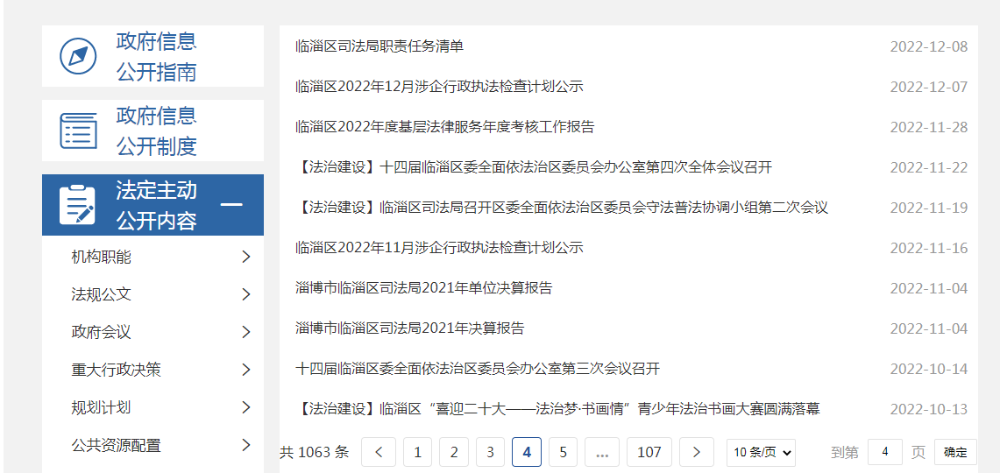 政府信息
公开指南
政府信息
公开制度
法定主动
公开内容
机构职能
法规公文
政府会议
重大行政决策
规划计划
公共资源配置
临淄区司法局职责任务清单 2022-12-08
临淄区2022年12月涉企行政执法检查计划公示 2022-12-07
临淄区2022年度基层法律服务年度考核工作报告 2022-11-28
【法治建设】十四届临淄区委全面依法治区委员会办公室第四次全体会议召开 2022-11-22
【法治建设】临淄区司法局召开区委全面依法治区委员会守法普法协调小组第二次会议 2022-11-19
临淄区2022年11月涉企行政执法检查计划公示 2022-11-16
淄博市临淄区司法局2021年单位决算报告 2022-11-04
淄博市临淄区司法局2021年决算报告 2022-11-04
十四届临淄区委全面依法治区委员会办公室第三次会议召开 2022-10-14
【法治建设】临淄区“喜迎二十大——法治梦·书画情”青少年法治书画大赛圆满落幕 2022-10-13
共 1063 条 < 1 2 3 4 5 ... 107 > 10 条/页 到第 4 页 确定